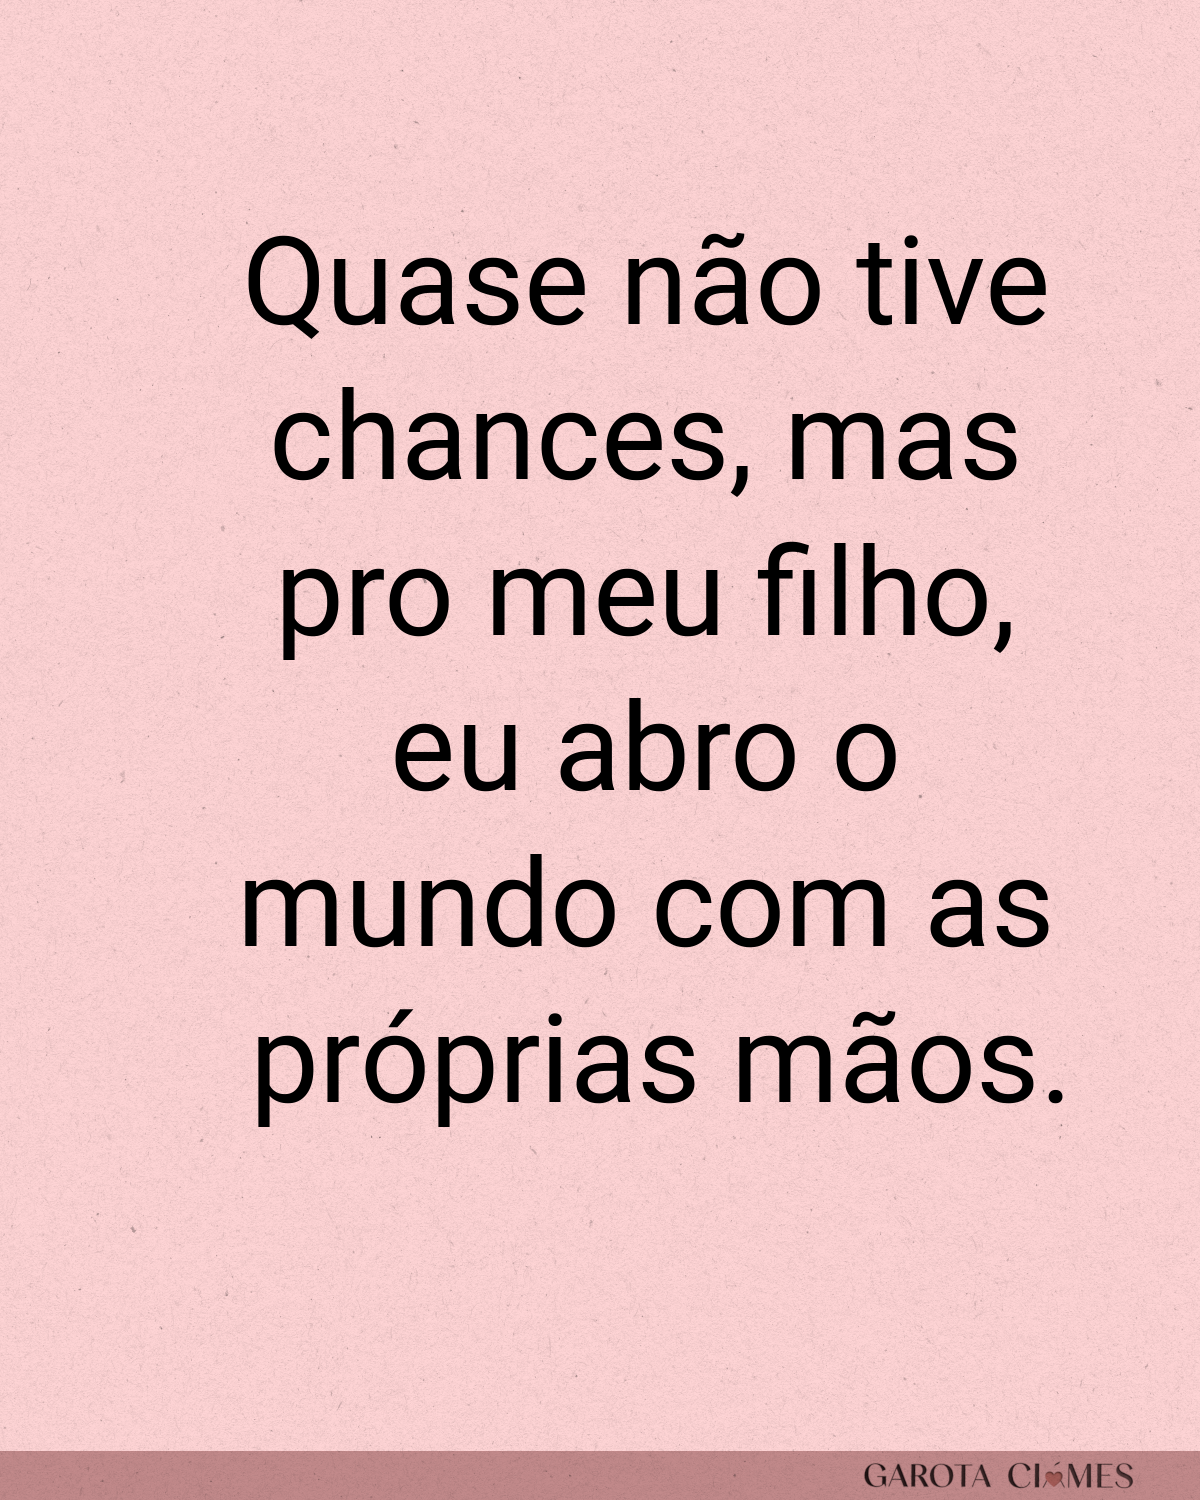 Quase não tive
chances, mas
pro meu filho,
eu abro o
mundo com as
próprias mãos.
GAROTA CIÚMES